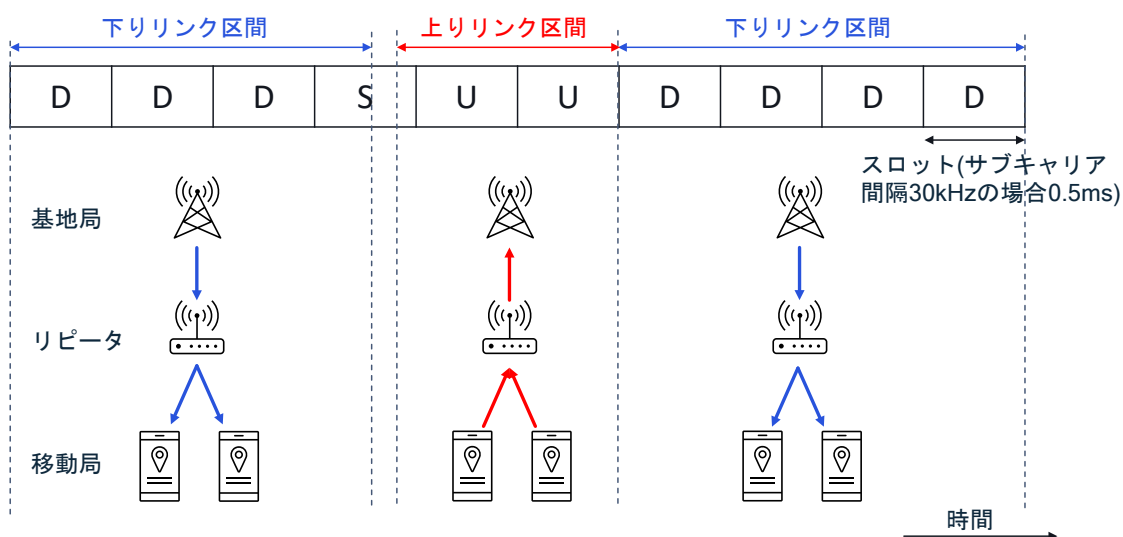 下りリンク区間 上りリンク区間 下りリンク区間
D D D S U U D D D D
スロット(サブキャリア
間隔30kHzの場合0.5ms)
基地局
リピータ
移動局
時間